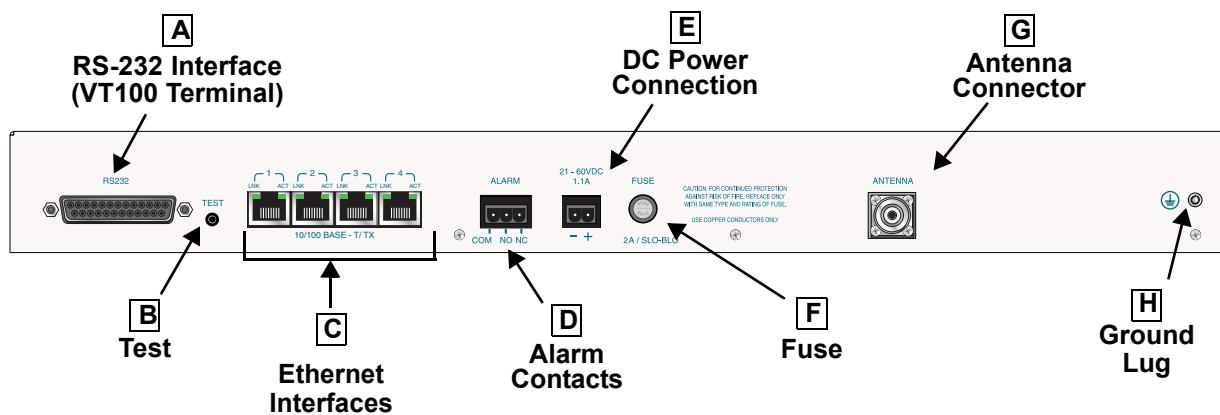 A
RS-232 Interface
(VT100 Terminal)
E
DC Power
Connection
G
Antenna
Connector
RS232
TEST
1 2 3 4
LNK ACT LNK ACT LNK ACT LNK ACT
10/100 BASE - T/ TX
ALARM
COM NO NC
21 - 60VDC
1.1A
- +
FUSE
2A / SLO-BLO
CAUTION: FOR CONTINUED PROTECTION
AGAINST RISK OF FIRE, REPLACE ONLY
WITH SAME TYPE AND RATING OF FUSE.
USE COPPER CONDUCTORS ONLY
ANTENNA
B
Test
C
Ethernet
Interfaces
D
Alarm
Contacts
F
Fuse
H
Ground
Lug